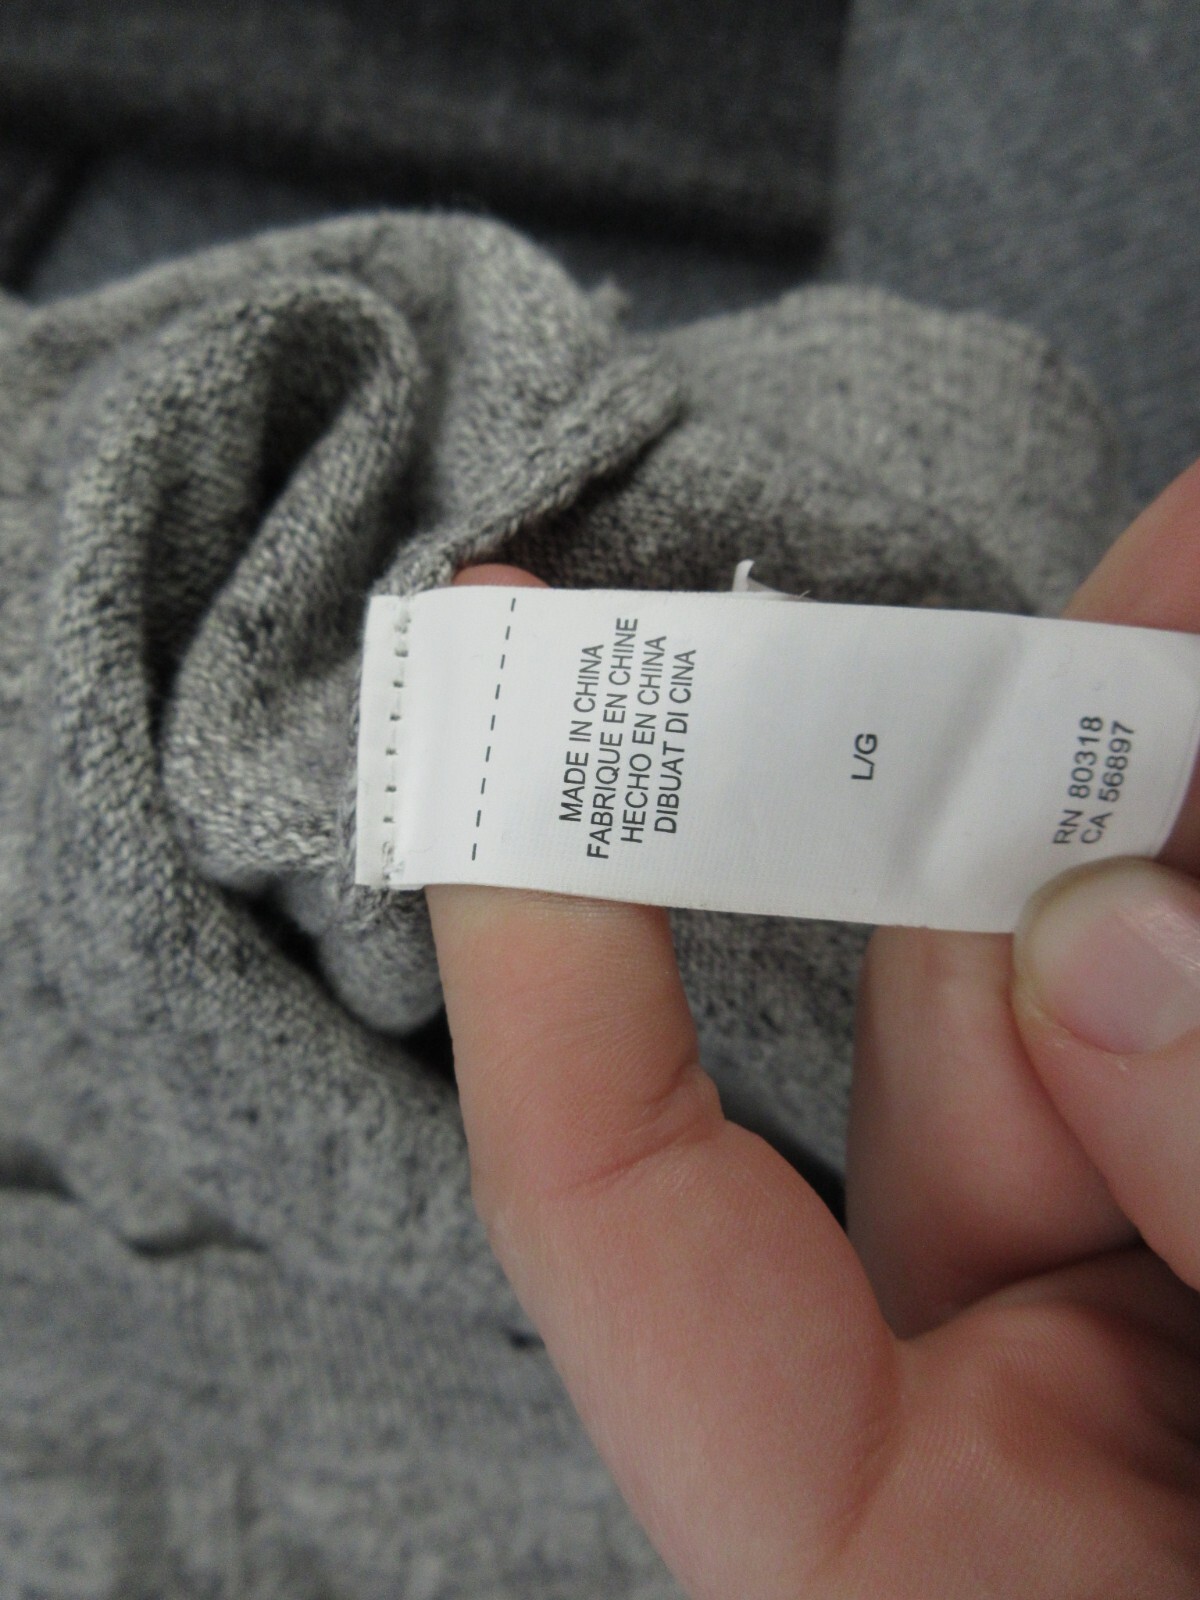 MADE IN CHINA
FABRIQUE EN CHINE
HECHO EN CHINA
DIBUAT DI CINA
L/G
RN 80318
CA 56897